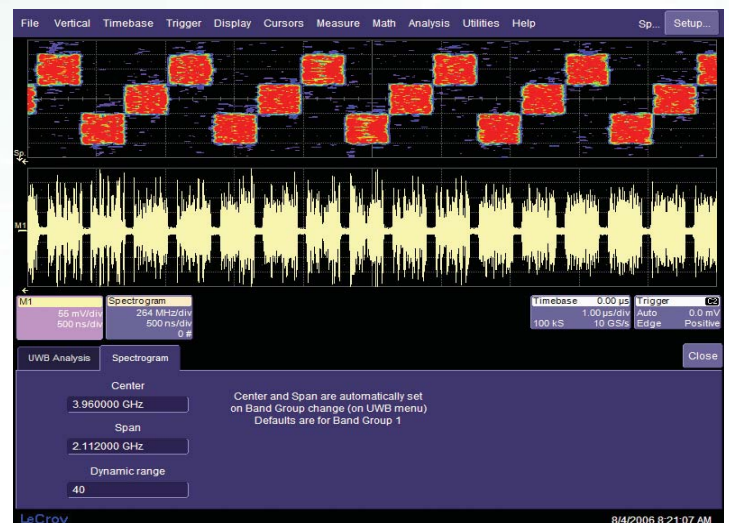 File Vertical Timebase Trigger Display Cursors Measure Math Analysis Utilities Help Sp... Setup...
Sp...
M1
M1
55 mV/div
500 ns/div
Spectrogram
264 MHz/div
500 ns/div
0 #
Timebase 0.00 µs
1.00 µs/div
100 kS 10 GS/s
Trigger C2
Auto 0.0 mV
Edge Positive
UWB Analysis Spectrogram Close
Center
3.960000 GHz
Span
2.112000 GHz
Dynamic range
40
Center and Span are automatically set
on Band Group change (on UWB menu)
Defaults are for Band Group 1
LeCroy 8/4/2006 8:21:07 AM